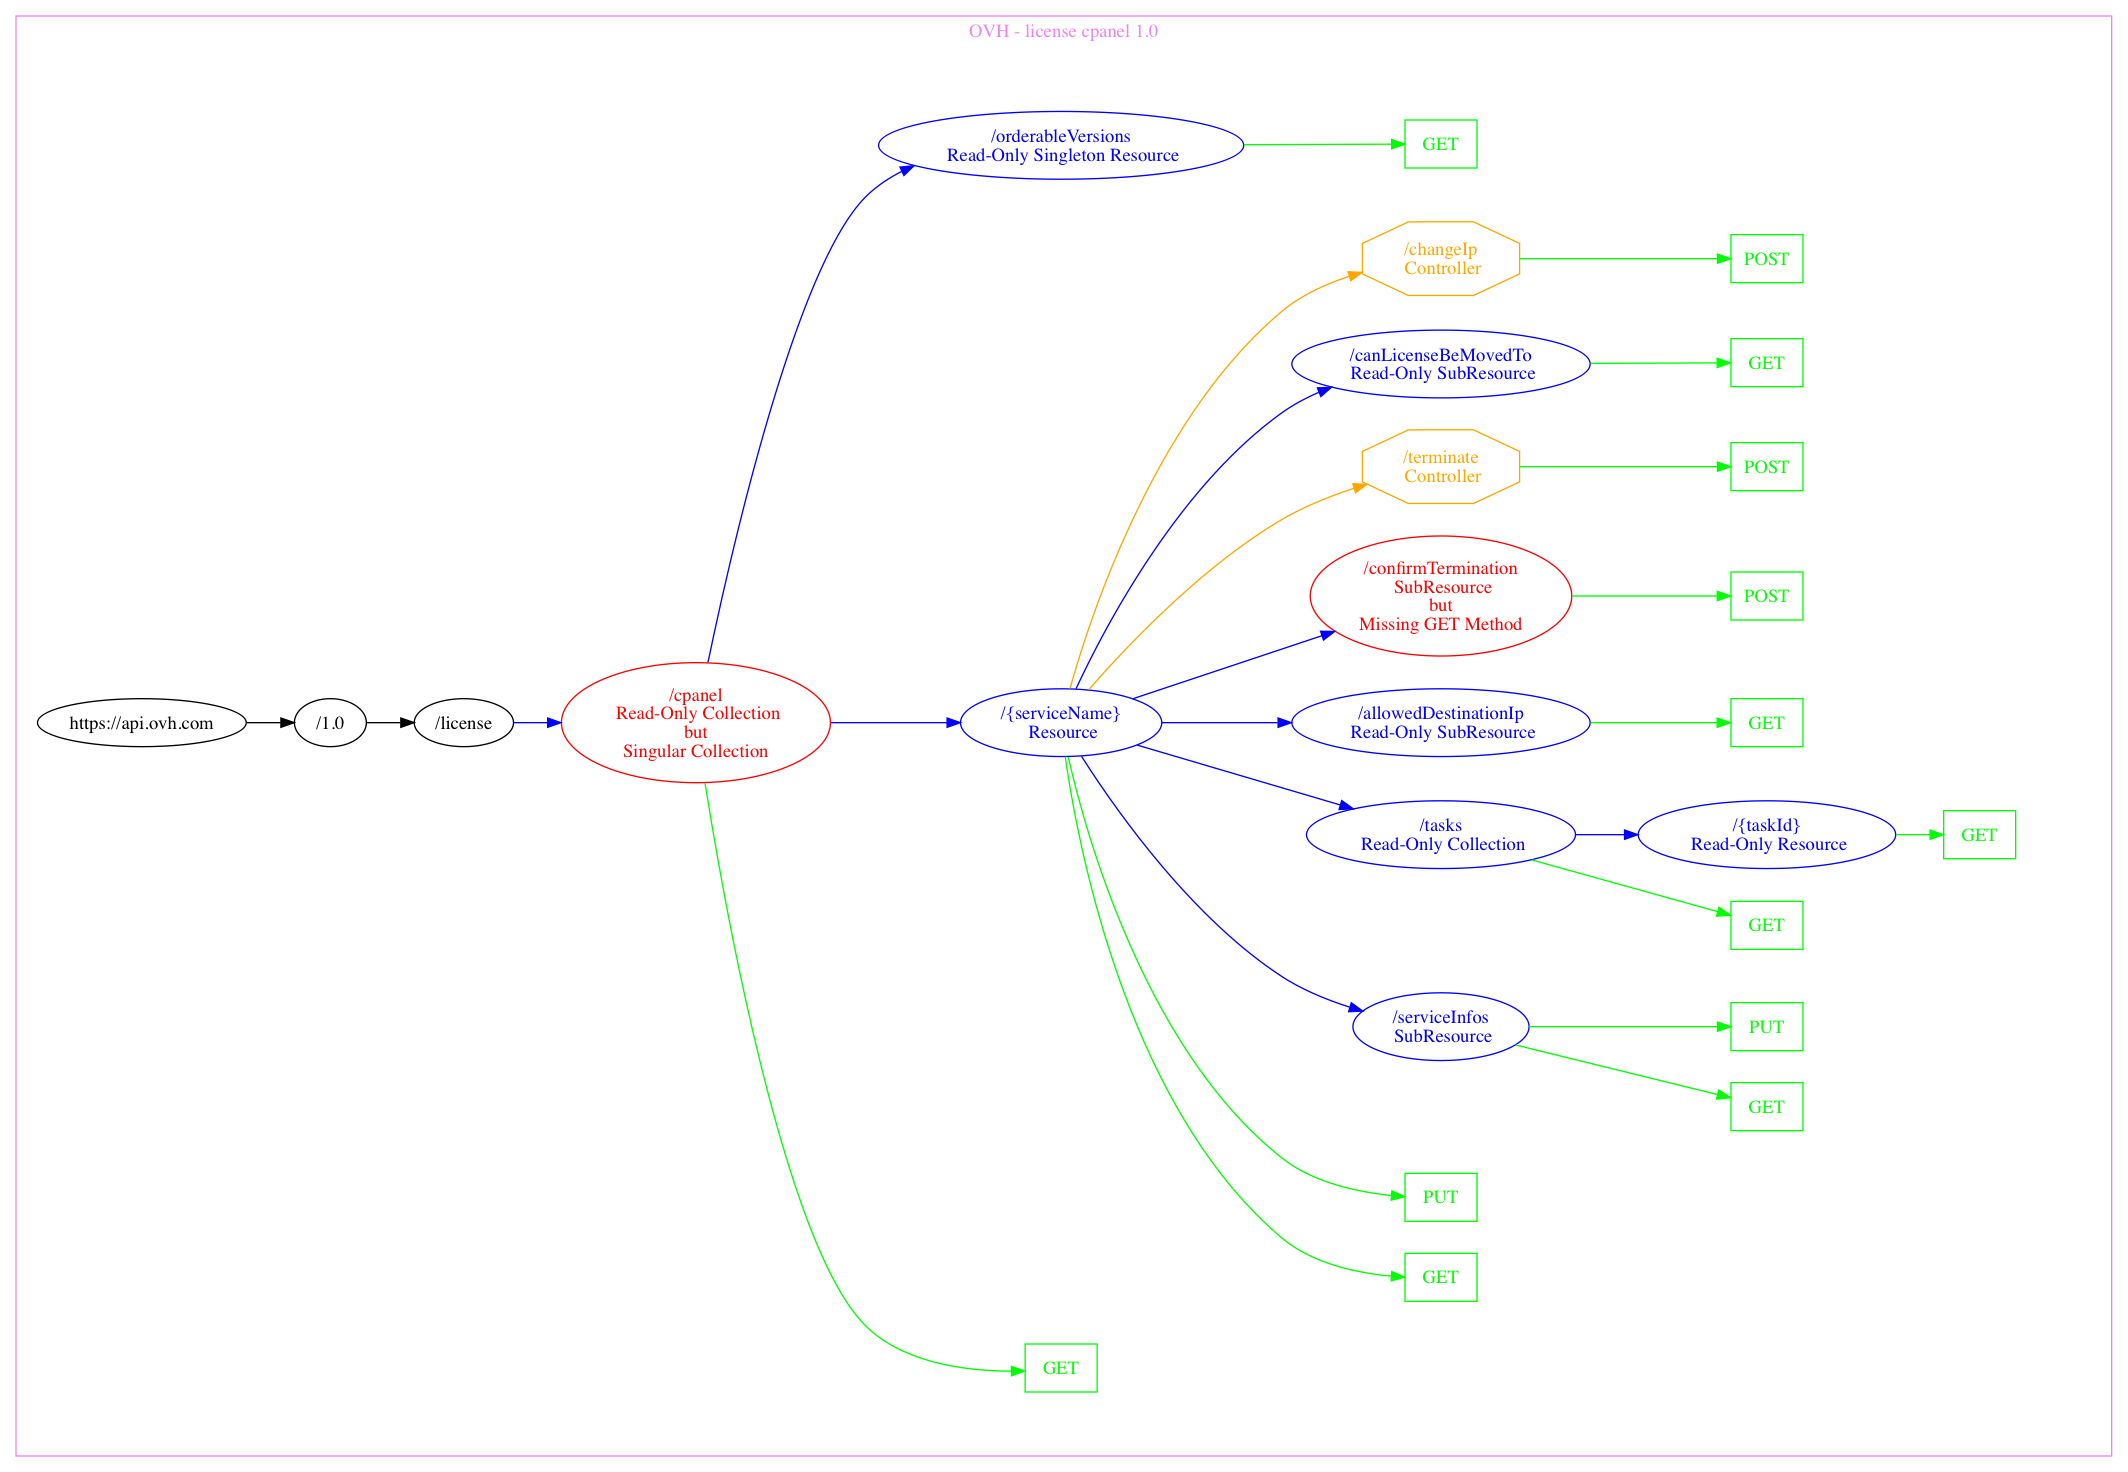 OVH - license cpanel 1.0
/orderableVersions
Read-Only Singleton Resource
GET
/changeIp
Controller
POST
/canLicenseBeMovedTo
Read-Only SubResource
GET
/terminate
Controller
POST
/confirmTermination
SubResource
but
Missing GET Method
POST
https://api.ovh.com
/1.0
/license
/cpanel
Read-Only Collection
but
Singular Collection
/{serviceName}
Resource
/allowedDestinationIp
Read-Only SubResource
GET
/tasks
Read-Only Collection
/{taskId}
Read-Only Resource
GET
GET
/serviceInfos
SubResource
PUT
GET
PUT
GET
GET